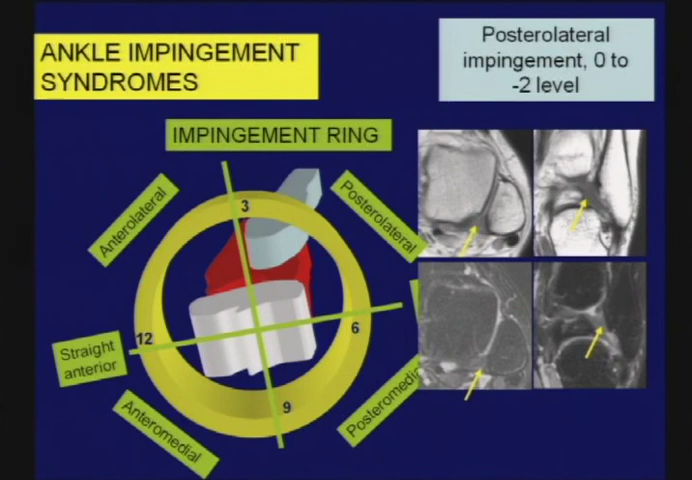 ANKLE IMPINGEMENT
SYNDROMES
Posterolateral
impingement, 0 to
-2 level
IMPINGEMENT RING
Anterolateral
3
Posterolateral
12
6
Straight
anterior
9
Anteromedial